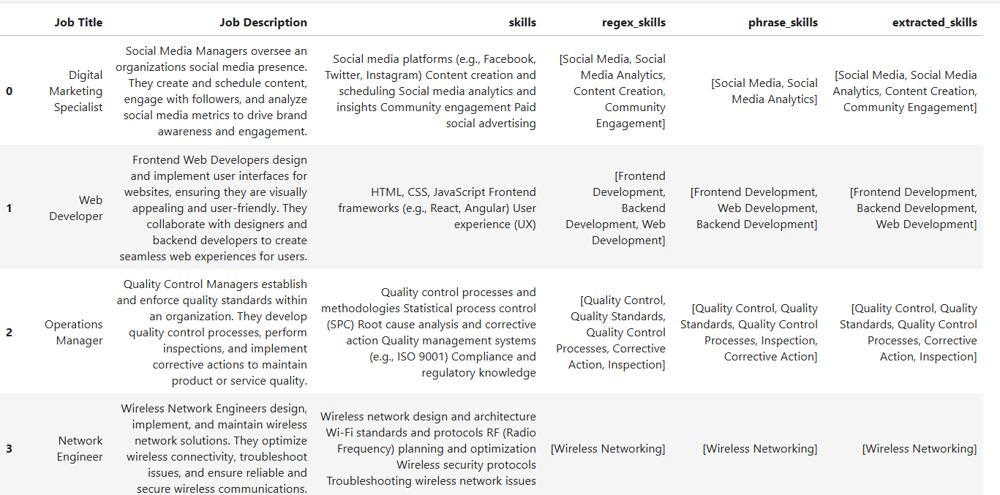 Job Title Job Description skills regex_skills phrase_skills extracted_skills
0
Digital
Marketing
Specialist
Social Media Managers oversee an
organizations social media presence.
They create and schedule content,
engage with followers, and analyze
social media metrics to drive brand
awareness and engagement.
Social media platforms (e.g., Facebook,
Twitter, Instagram) Content creation and
scheduling Social media analytics and
insights Community engagement Paid
social advertising
[Social Media, Social
Media Analytics,
Content Creation,
Community
Engagement]
[Social Media, Social
Media Analytics]
[Social Media, Social Media
Analytics, Content Creation,
Community Engagement]
1
Web
Developer
Frontend Web Developers design
and implement user interfaces for
websites, ensuring they are visually
appealing and user-friendly. They
collaborate with designers and
backend developers to create
seamless web experiences for users.
HTML, CSS, JavaScript Frontend
frameworks (e.g., React, Angular) User
experience (UX)
[Frontend
Development,
Backend
Development, Web
Development]
[Frontend Development,
Web Development,
Backend Development]
[Frontend Development,
Backend Development,
Web Development]
2
Operations
Manager
Quality Control Managers establish
and enforce quality standards within
an organization. They develop
quality control processes, perform
inspections, and implement
corrective actions to maintain
product or service quality.
Quality control processes and
methodologies Statistical process control
(SPC) Root cause analysis and corrective
action Quality management systems
(e.g., ISO 9001) Compliance and
regulatory knowledge
[Quality Control,
Quality Standards,
Quality Control
Processes, Corrective
Action, Inspection]
[Quality Control, Quality
Standards, Quality Control
Processes, Inspection,
Corrective Action]
[Quality Control, Quality
Standards, Quality Control
Processes, Corrective
Action, Inspection]
3
Network
Engineer
Wireless Network Engineers design,
implement, and maintain wireless
network solutions. They optimize
wireless connectivity, troubleshoot
issues, and ensure reliable and
secure wireless communications.
Wireless network design and architecture
Wi-Fi standards and protocols RF (Radio
Frequency) planning and optimization
Wireless security protocols
Troubleshooting wireless network issues
[Wireless Networking]
[Wireless Networking]
[Wireless Networking]